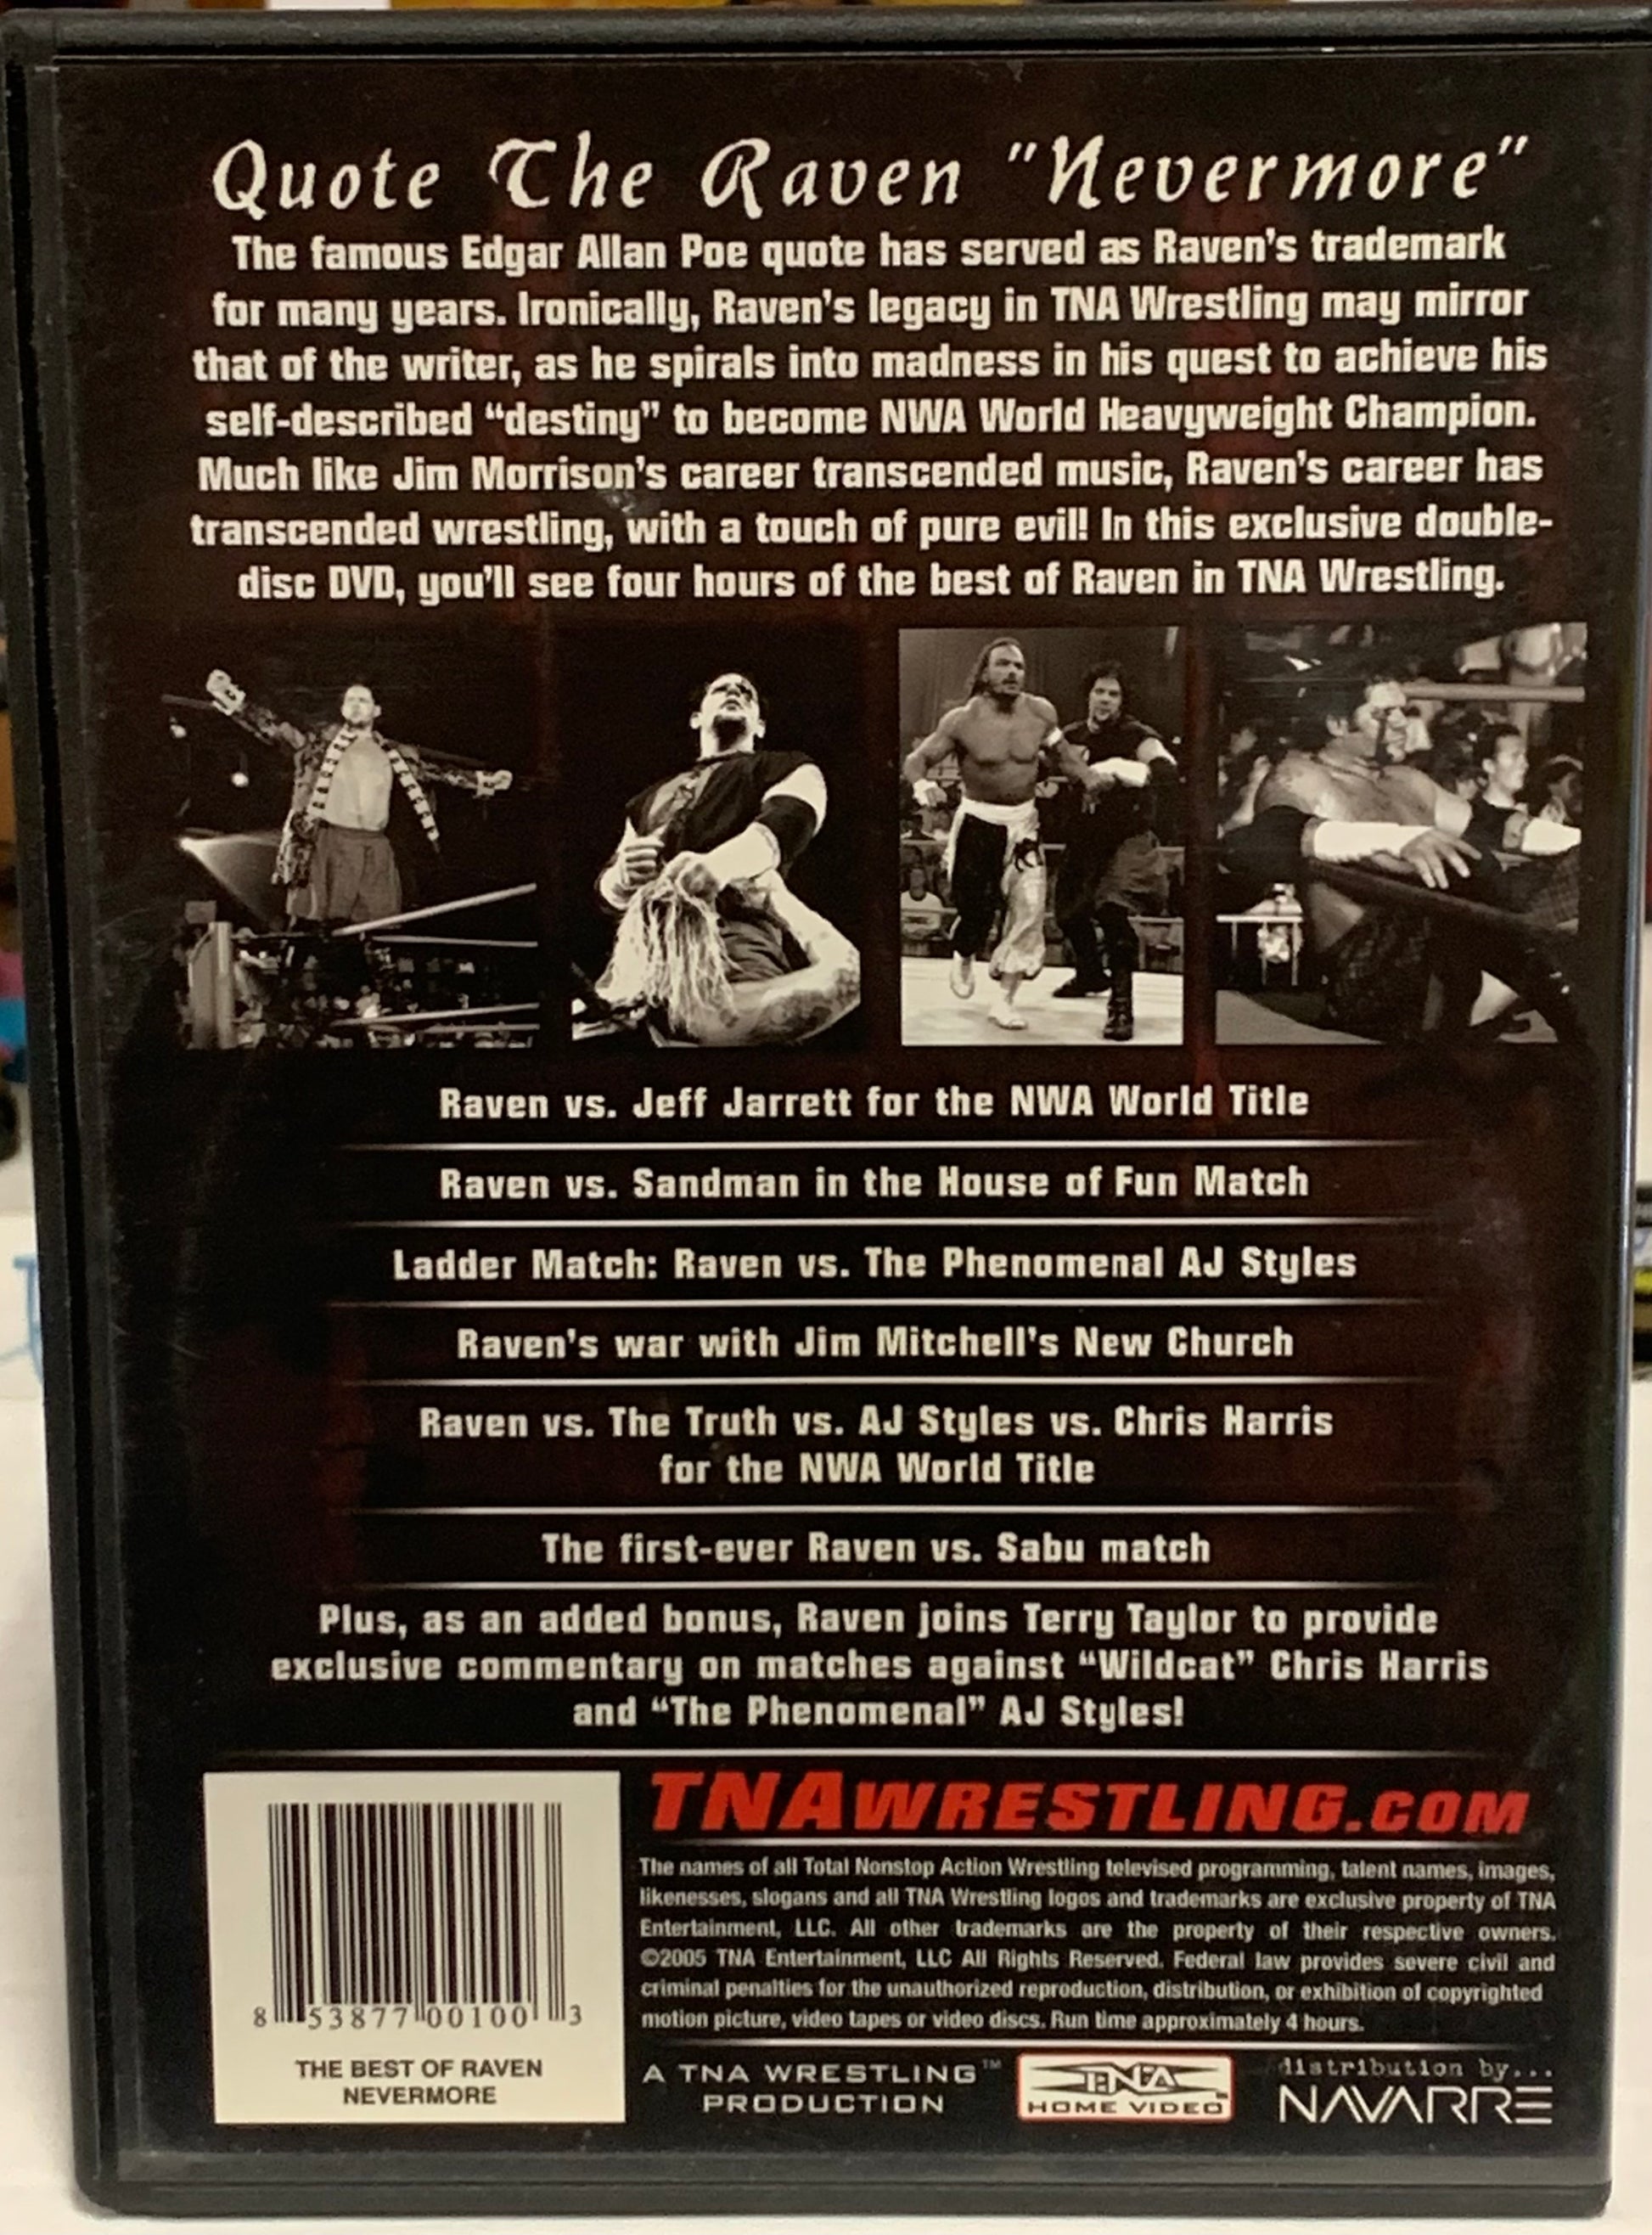 Quote The Raven "Nevermore"
The famous Edgar Allan Poe quote has served as Raven's trademark
for many years. Ironically, Raven's legacy in TNA Wrestling may mirror
that of the writer, as he spirals into madness in his quest to achieve his
self-described “destiny” to become NWA World Heavyweight Champion.
Much like Jim Morrison's career transcended music, Raven's career has
transcended wrestling, with a touch of pure evil! In this exclusive double-
disc DVD, you'll see four hours of the best of Raven in TNA Wrestling.
Raven vs. Jeff Jarrett for the NWA World Title
Raven vs. Sandman in the House of Fun Match
Ladder Match: Raven vs. The Phenomenal AJ Styles
Raven's war with Jim Mitchell's New Church
Raven vs. The Truth vs. AJ Styles vs. Chris Harris
for the NWA World Title
The first-ever Raven vs. Sabu match
Plus, as an added bonus, Raven joins Terry Taylor to provide
exclusive commentary on matches against “Wildcat” Chris Harris
and “The Phenomenal” AJ Styles!
TNAWRESTLING.COM
The names of all Total Nonstop Action Wrestling televised programming, talent names, images,
likenesses, slogans and all TNA Wrestling logos and trademarks are exclusive property of TNA
Entertainment, LLC. All other trademarks are the property of their respective owners.
©2005 TNA Entertainment, LLC All Rights Reserved. Federal law provides severe civil and
criminal penalties for the unauthorized reproduction, distribution, or exhibition of copyrighted
motion picture, video tapes or video discs. Run time approximately 4 hours.
8 53877 00100 3
THE BEST OF RAVEN
NEVERMORE
A TNA WRESTLING™
PRODUCTION
TNA
HOME VIDEO
distribution by...
NAVARRE